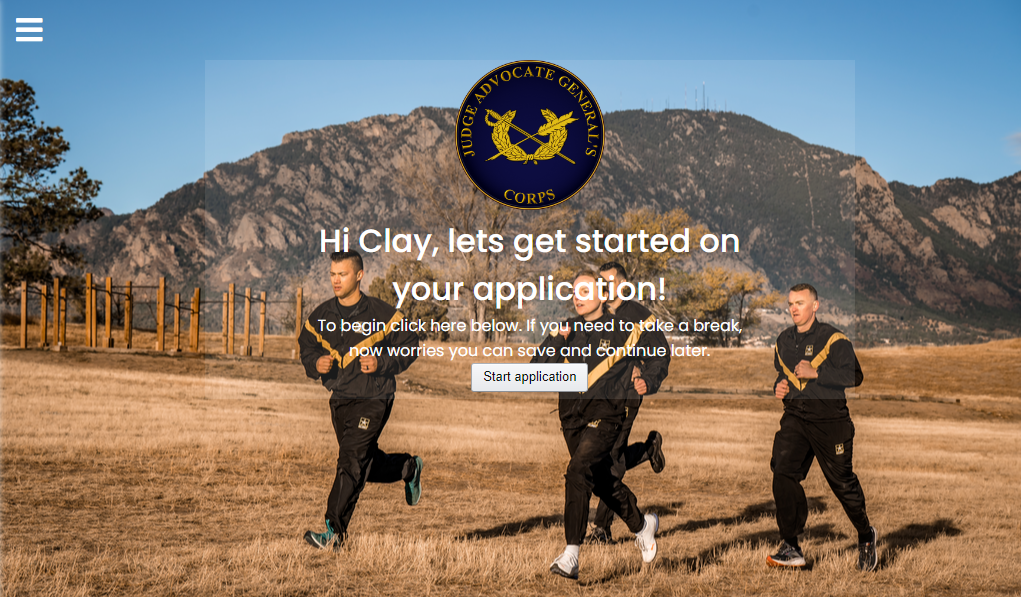 JUDGE ADVOCATE GENERAL'S
CORPS
Hi Clay, lets get started on
your application!
To begin click here below. If you need to take a break,
now worries you can save and continue later.
Start application